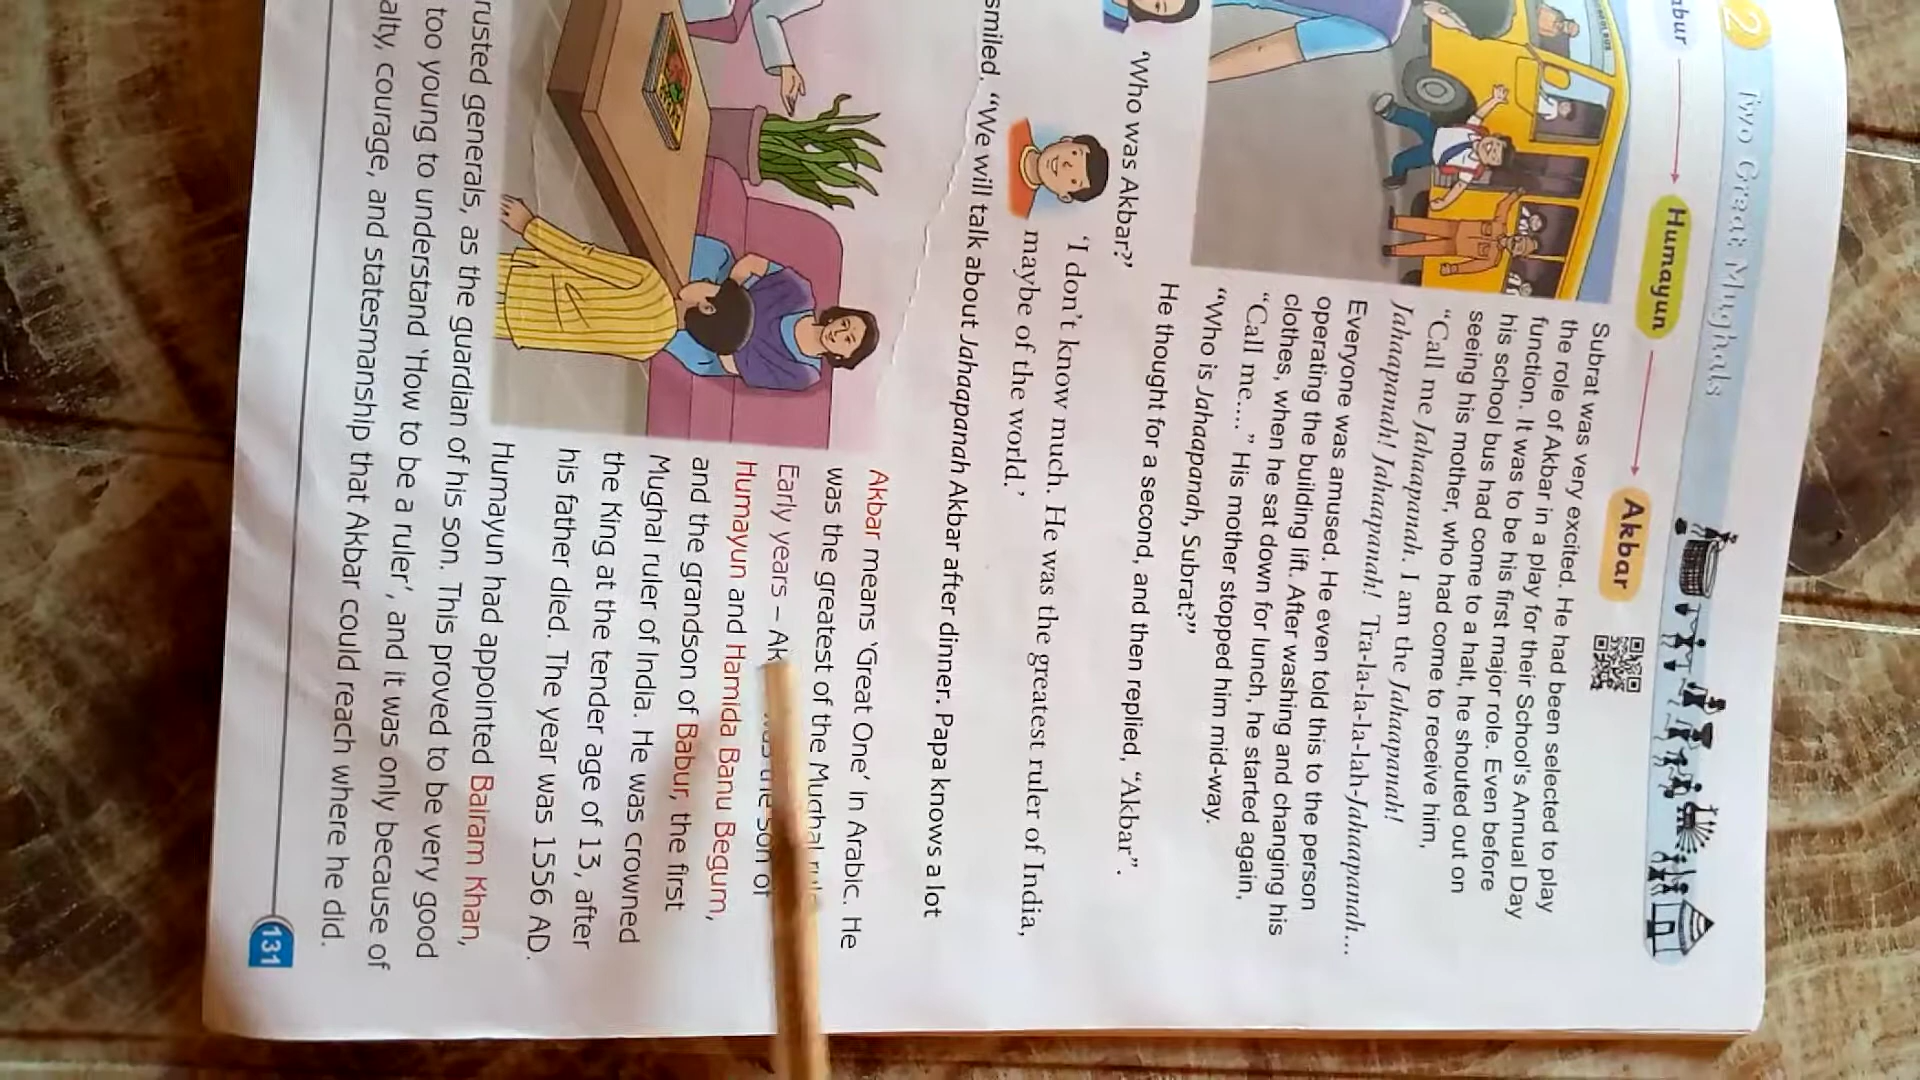 2 Two Great Mughals
abur Humayun Akbar
Subrat was very excited. He had been selected to play
the role of Akbar in a play for their School's Annual Day
function. It was to be his first major role. Even before
his school bus had come to a halt, he shouted out on
seeing his mother, who had come to receive him,
“Call me Jahaapanah. I am the Jahaapanah!
Jahaapanah! Jahaapanah! Tra-la-la-la-lah-Jahaapanah...
Everyone was amused. He even told this to the person
operating the building lift. After washing and changing his
clothes, when he sat down for lunch, he started again,
“Call me....” His mother stopped him mid-way.
“Who is Jahaapanah, Subrat?”
He thought for a second, and then replied, “Akbar”.
‘Who was Akbar?’
‘I don’t know much. He was the greatest ruler of India,
maybe of the world.’
smiled, “We will talk about Jahaapanah Akbar after dinner. Papa knows a lot
Akbar means ‘Great One’ in Arabic. He
was the greatest of the Mughal
Early years – Ak the son of
Humayun and Hamida Banu Begum,
and the grandson of Babur, the first
Mughal ruler of India. He was crowned
the King at the tender age of 13, after
his father died. The year was 1556 AD.
Humayun had appointed Bairam Khan,
rusted generals, as the guardian of his son. This proved to be very good
too young to understand ‘How to be a ruler’, and it was only because of
alty, courage, and statesmanship that Akbar could reach where he did.
131